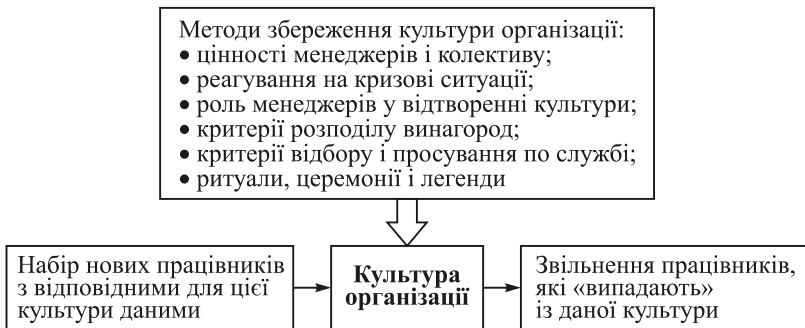 Методи збереження культури організації:
• цінності менеджерів і колективу;
• реагування на кризові ситуації;
• роль менеджерів у відтворенні культури;
• критерії розподілу винагород;
• критерії відбору і просування по службі;
• ритуали, церемонії і легенди
Набір нових працівників
з відповідними для цієї
культури даними
Культура
організації
Звільнення працівників,
які «випадають»
із даної культури